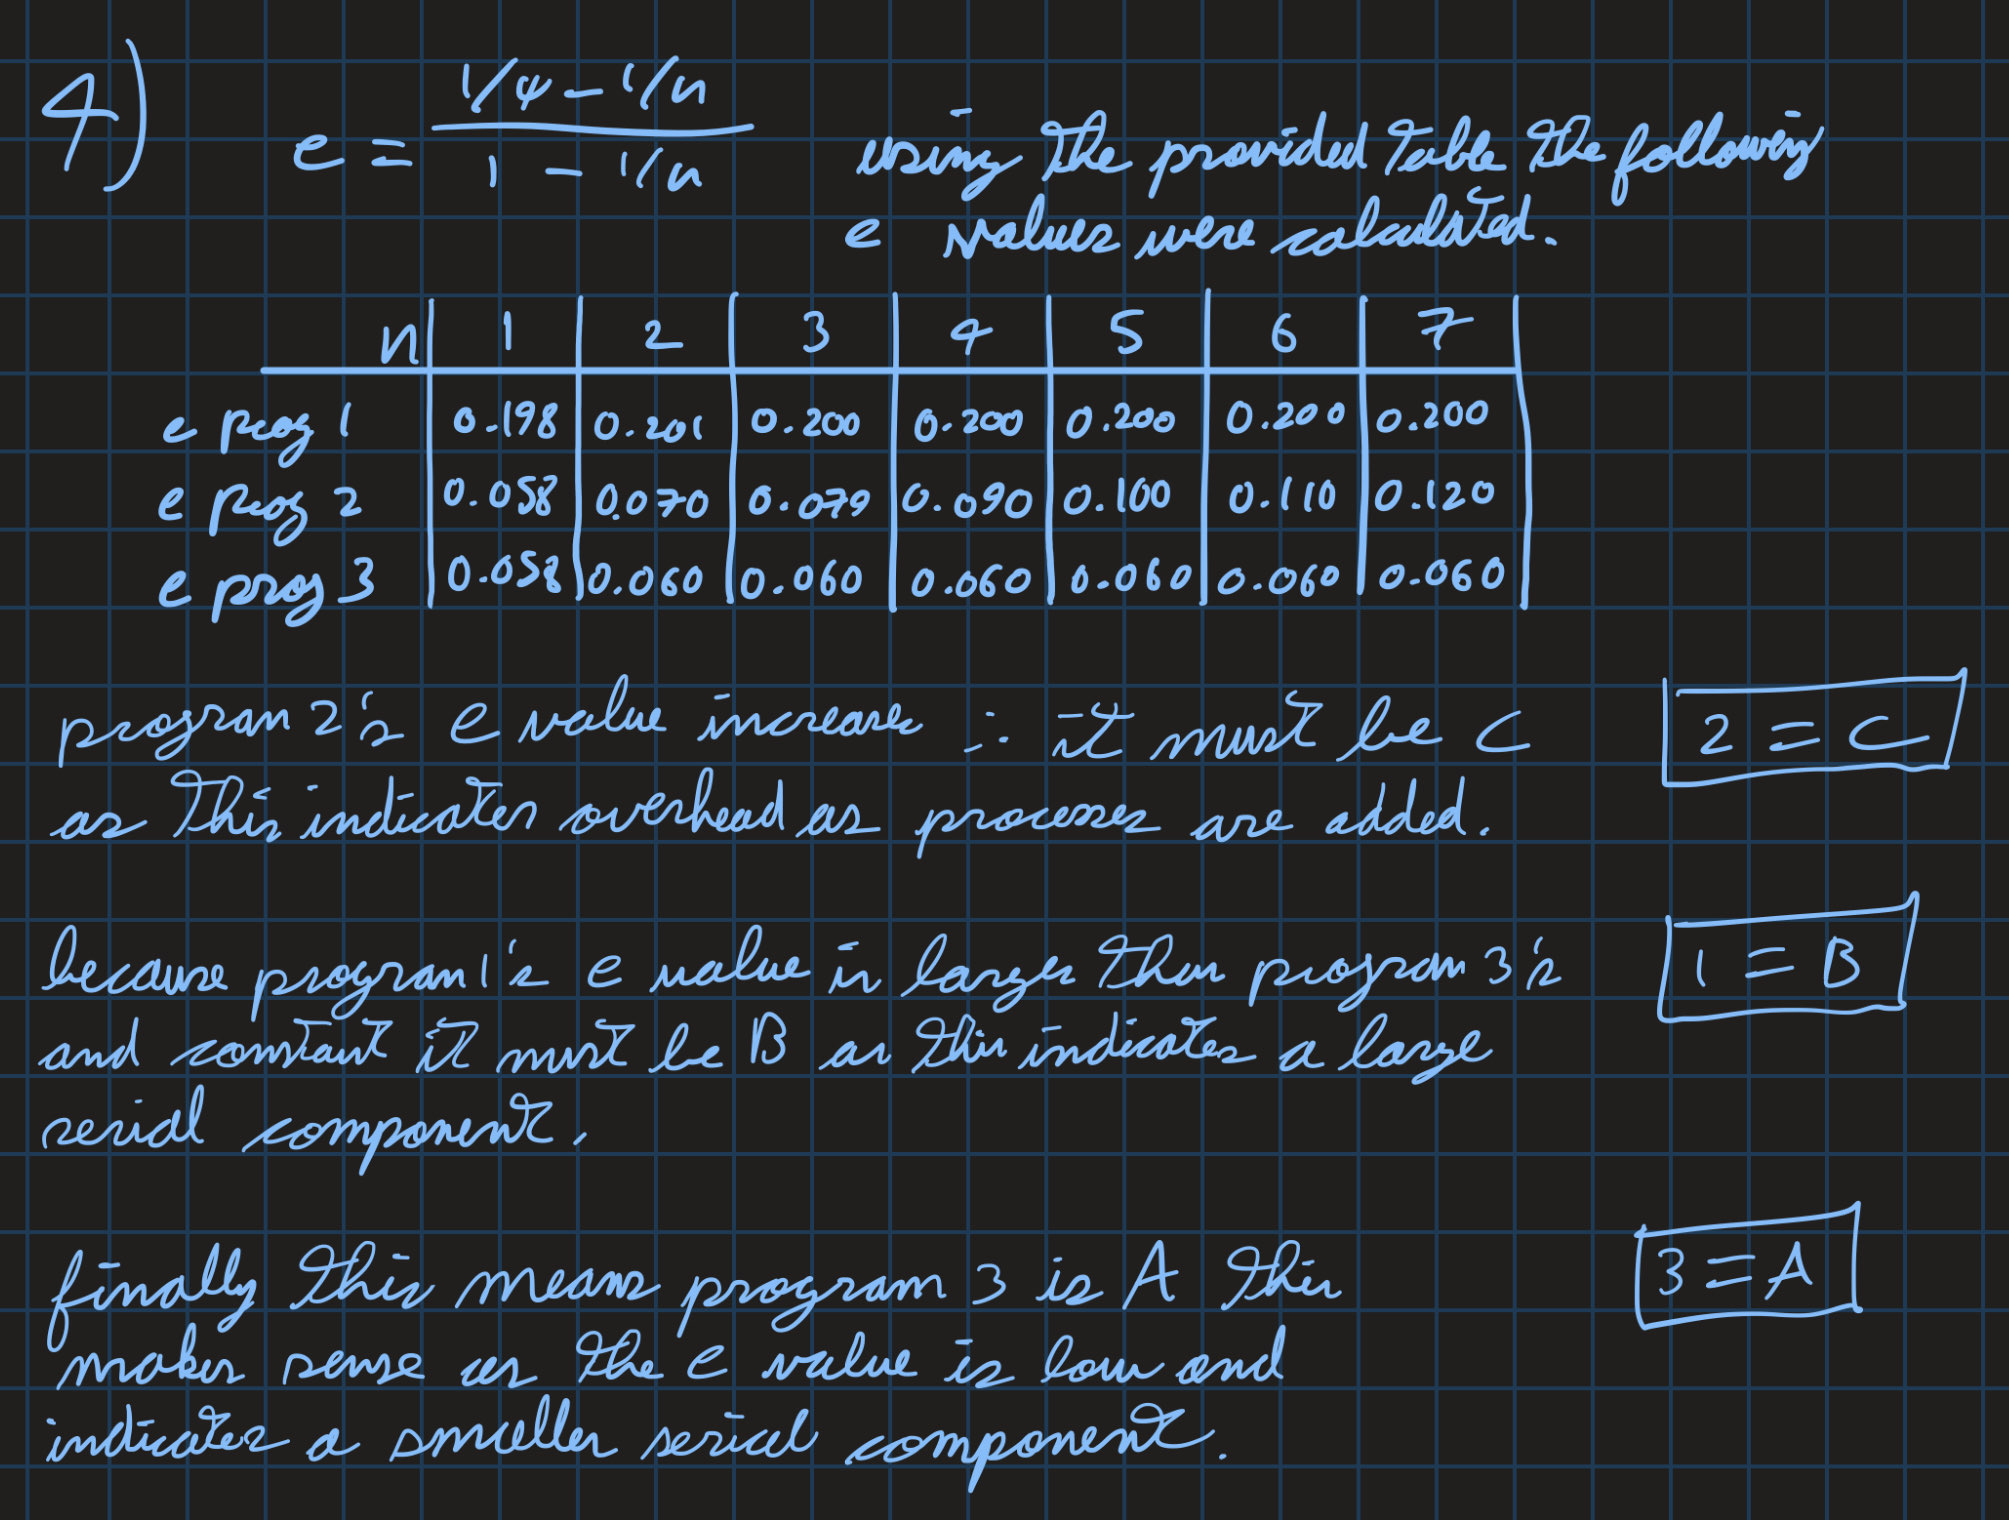 4) e = (1/ψ - 1/n) / (1 - 1/n) using the provided table the following
e values were calculated.
n 1 2 3 4 5 6 7
e prog 1 0.198 0.201 0.200 0.200 0.200 0.200 0.200
e prog 2 0.058 0.070 0.079 0.090 0.100 0.110 0.120
e prog 3 0.058 0.060 0.060 0.060 0.060 0.060 0.060
program 2's e value increases ∴ it must be C 2 = C
as this indicates overhead as processes are added.
because program 1's e value is larger than program 3's 1 = B
and constant it must be B as this indicates a large
serial component.
finally this means program 3 is A this 3 = A
makes sense as the e value is low and
indicates a smaller serial component.